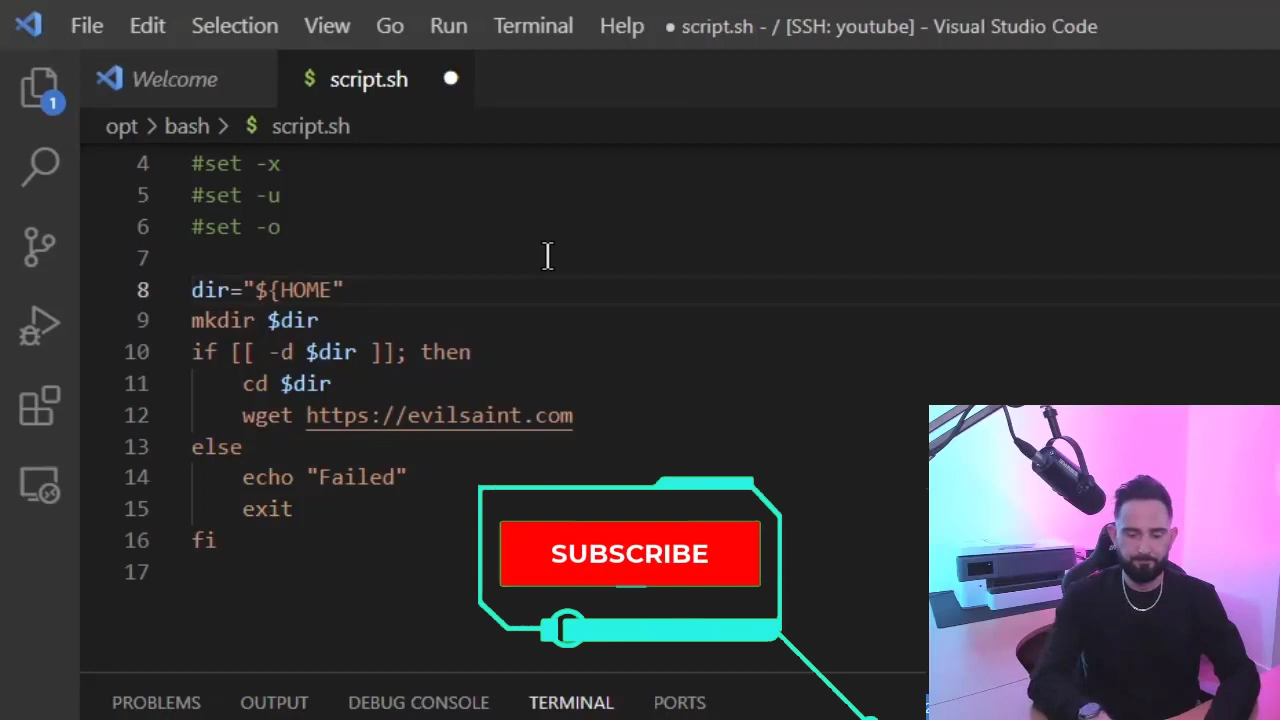 File Edit Selection View Go Run Terminal Help ● script.sh - / [SSH: youtube] - Visual Studio Code
Welcome $ script.sh ●
opt > bash > $ script.sh
1
4 #set -x
5 #set -u
6 #set -o
7
8 dir="${HOME"
9 mkdir $dir
10 if [[ -d $dir ]]; then
11 cd $dir
12 wget https://evilsaint.com
13 else
14 echo "Failed"
15 exit
16 fi
17
SUBSCRIBE
PROBLEMS OUTPUT DEBUG CONSOLE TERMINAL PORTS